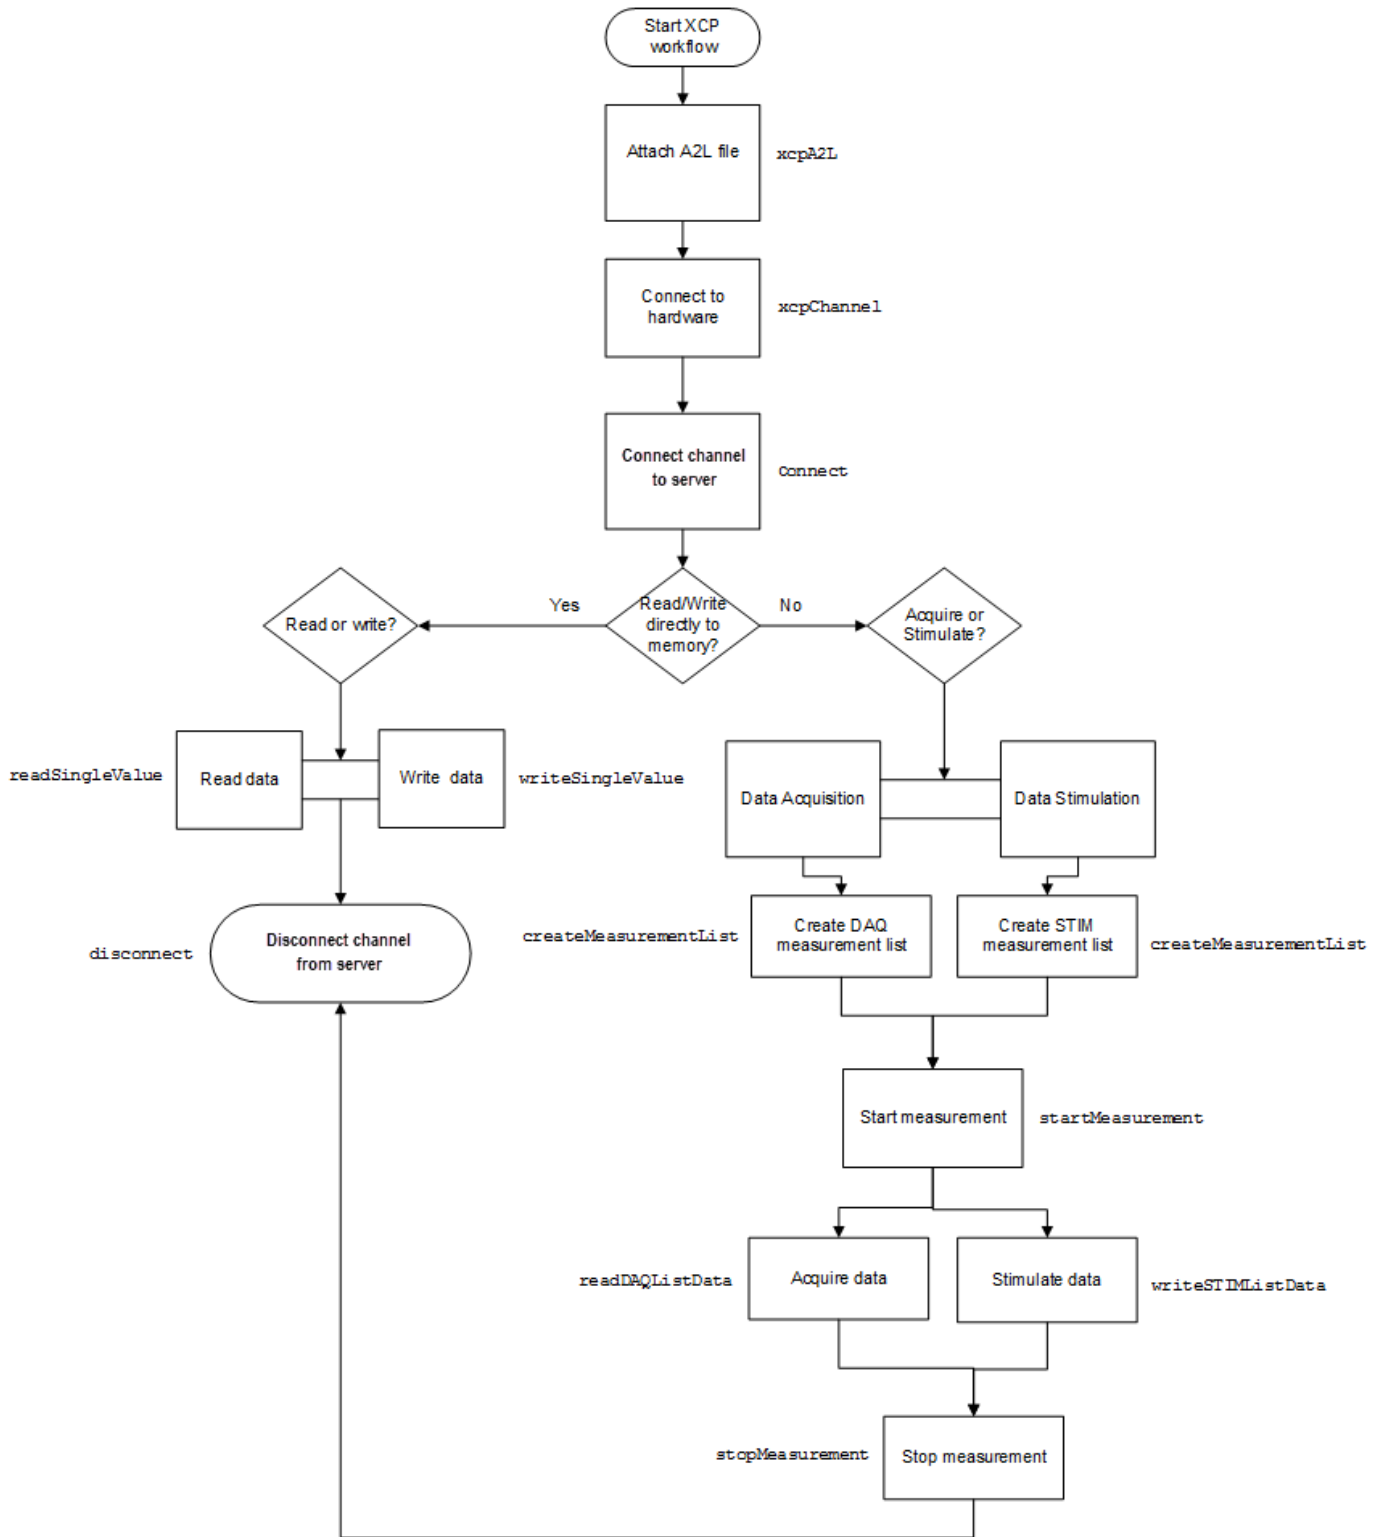 Start XCP
workflow
Attach A2L file
xcpA2L
Connect to
hardware
xcpChannel
Connect channel
to server
Connect
Read or write?
Yes
Read/Write
directly to
memory?
No
Acquire or
Stimulate?
readSingleValue
Read data
Write data
writeSingleValue
Data Acquisition
Data Stimulation
disconnect
Disconnect channel
from server
createMeasurementList
Create DAQ
measurement list
Create STIM
measurement list
createMeasurementList
Start measurement
startMeasurement
readDAQListData
Acquire data
Stimulate data
writeSTIMListData
stopMeasurement
Stop measurement